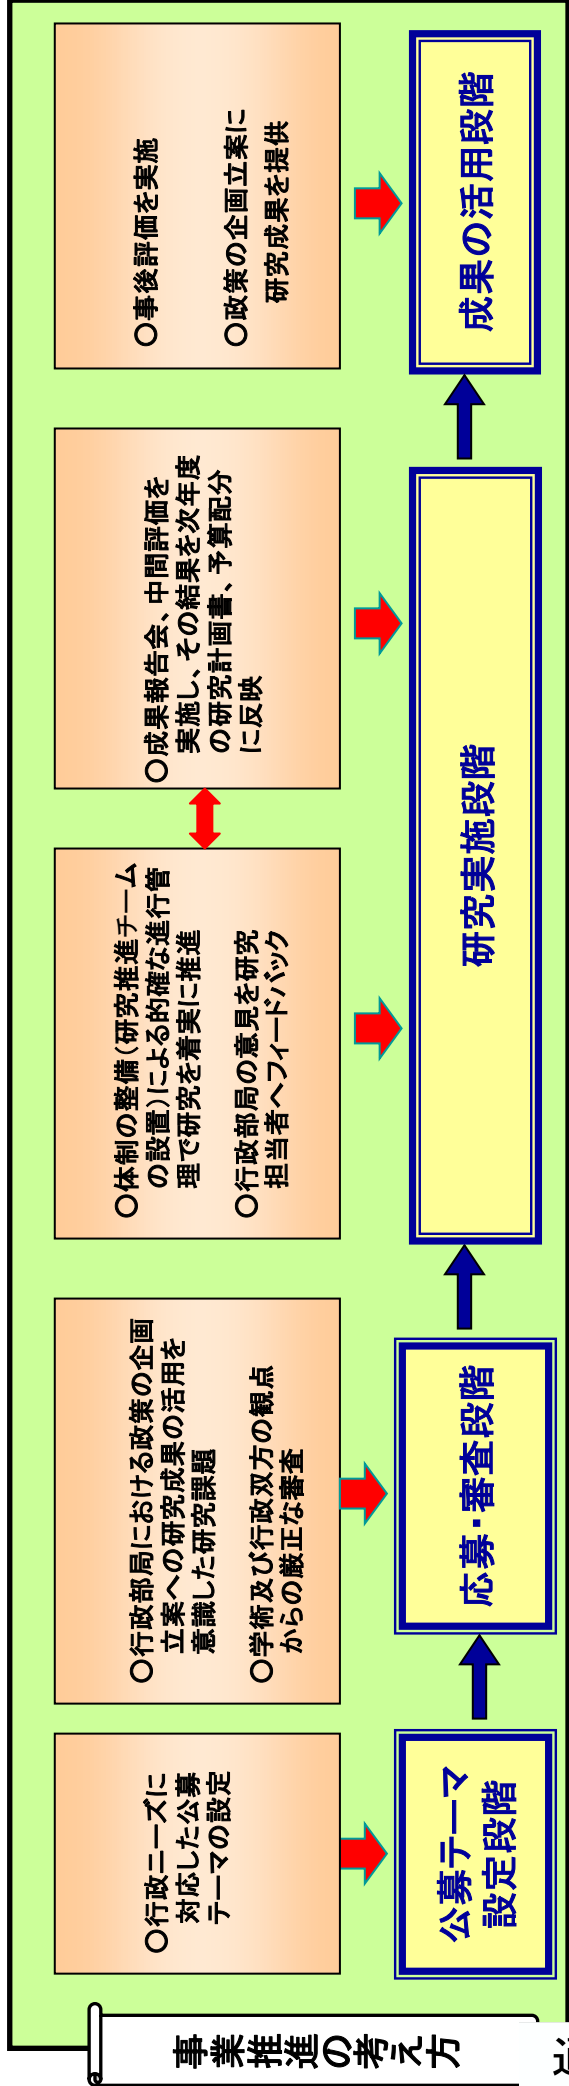 事業推進の考え方
○行政ニーズに
対応した公募
テーマの設定
公募テーマ
設定段階
○行政部局における政策の企画
立案への研究成果の活用を
意識した研究課題
○学術及び行政双方の観点
からの厳正な審査
応募・審査段階
○体制の整備(研究推進チーム
の設置)による的確な進行管
理で研究を着実に推進
○行政部局の意見を研究
担当者へフィードバック
○成果報告会、中間評価を
実施し、その結果を次年度
の研究計画書、予算配分
に反映
研究実施段階
○事後評価を実施
○政策の企画立案に
研究成果を提供
成果の活用段階